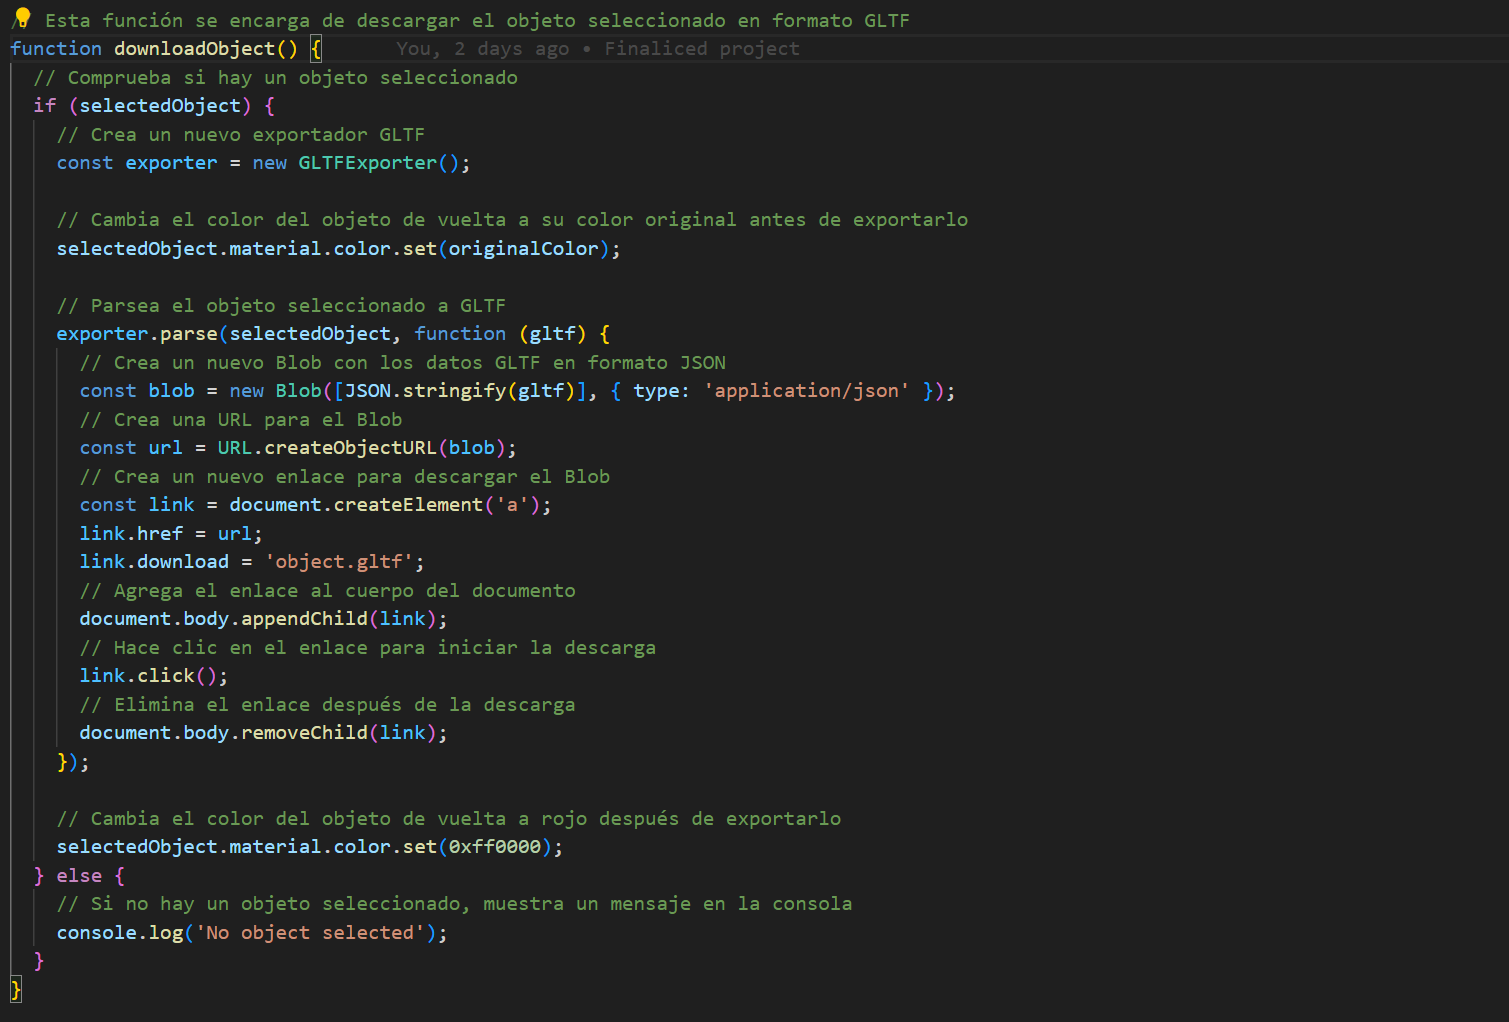 / Esta función se encarga de descargar el objeto seleccionado en formato GLTF
function downloadObject() {        You, 2 days ago • Finaliced project
  // Comprueba si hay un objeto seleccionado
  if (selectedObject) {
    // Crea un nuevo exportador GLTF
    const exporter = new GLTFExporter();

    // Cambia el color del objeto de vuelta a su color original antes de exportarlo
    selectedObject.material.color.set(originalColor);

    // Parsea el objeto seleccionado a GLTF
    exporter.parse(selectedObject, function (gltf) {
      // Crea un nuevo Blob con los datos GLTF en formato JSON
      const blob = new Blob([JSON.stringify(gltf)], { type: 'application/json' });
      // Crea una URL para el Blob
      const url = URL.createObjectURL(blob);
      // Crea un nuevo enlace para descargar el Blob
      const link = document.createElement('a');
      link.href = url;
      link.download = 'object.gltf';
      // Agrega el enlace al cuerpo del documento
      document.body.appendChild(link);
      // Hace clic en el enlace para iniciar la descarga
      link.click();
      // Elimina el enlace después de la descarga
      document.body.removeChild(link);
    });

    // Cambia el color del objeto de vuelta a rojo después de exportarlo
    selectedObject.material.color.set(0xff0000);
  } else {
    // Si no hay un objeto seleccionado, muestra un mensaje en la consola
    console.log('No object selected');
  }
}